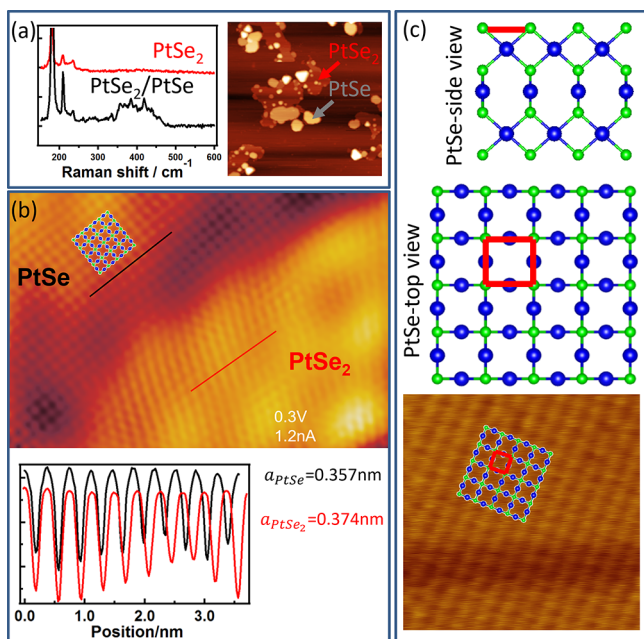 (a)
PtSe2
PtSe2/PtSe
150 200 300 400 500 600
Raman shift / cm-1
PtSe2
PtSe
(b)
PtSe
PtSe2
0.3V
1.2nA
aPtSe=0.357nm
aPtSe2=0.374nm
0.0 1.0 2.0 3.0
Position/nm
(c)
PtSe-side view
PtSe-top view